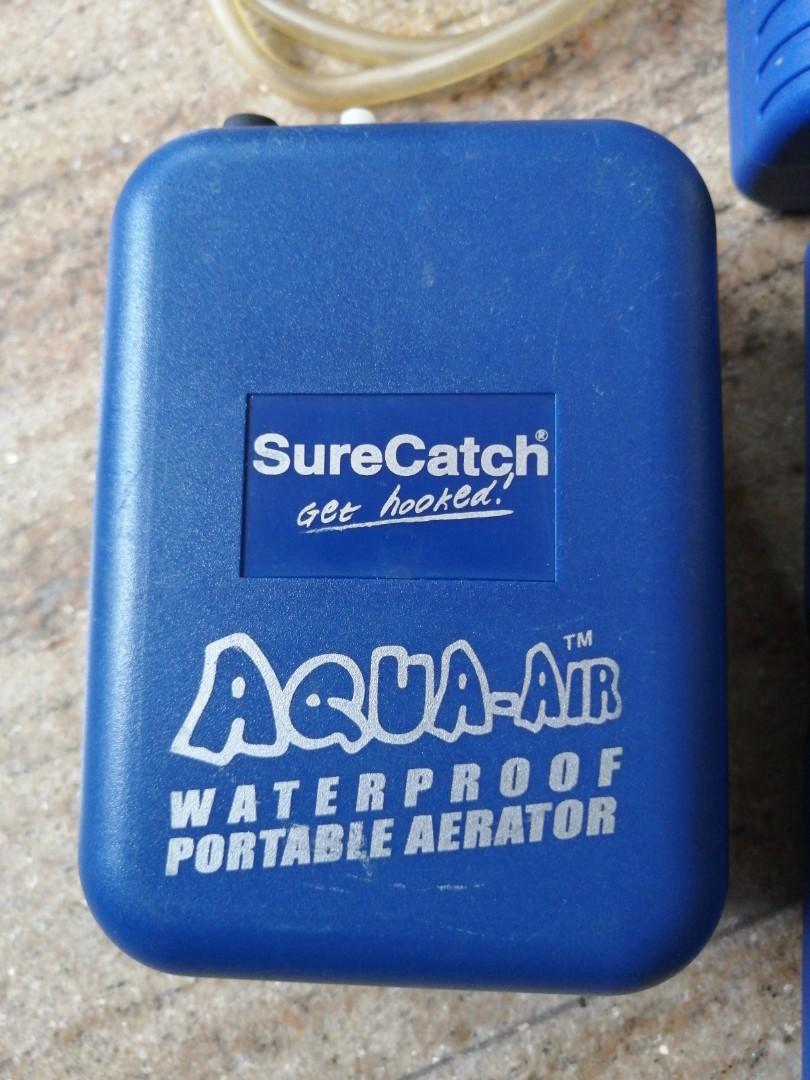 SureCatch®
Get hooked!
AQUA-AIR™
WATERPROOF
PORTABLE AERATOR